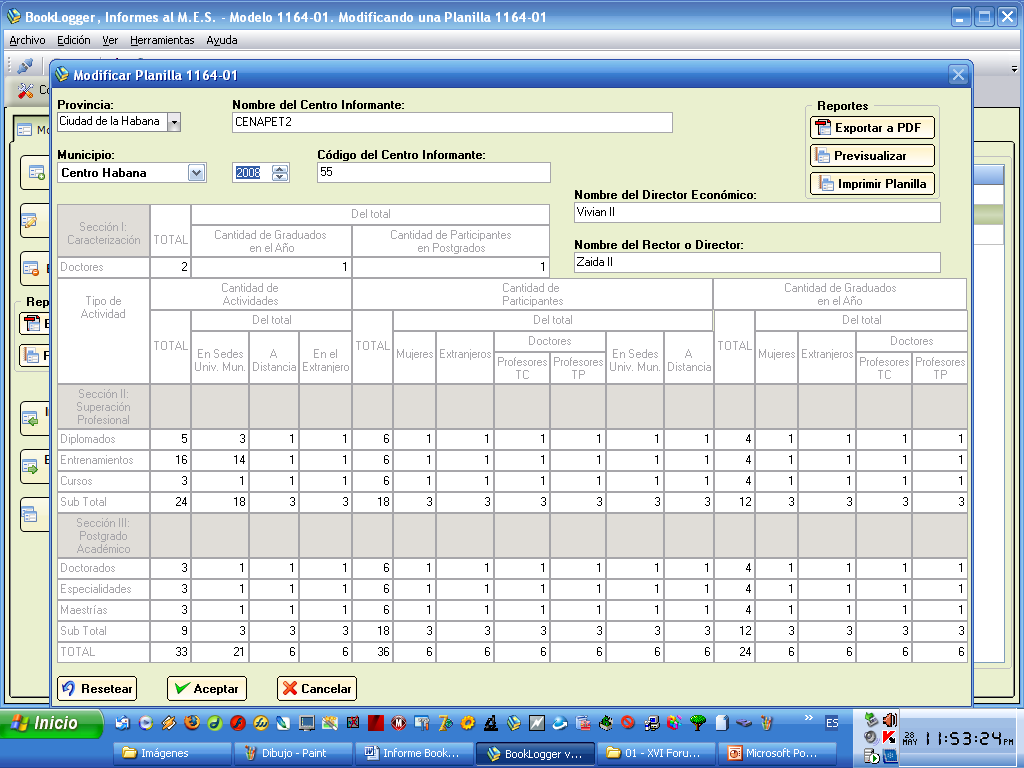 BookLogger, Informes al M.E.S. - Modelo 1164-01. Modificando una Planilla 1164-01
Archivo Edición Ver Herramientas Ayuda
Modificar Planilla 1164-01
Provincia:
Ciudad de la Habana
Nombre del Centro Informante:
CENAPET2
Reportes
Exportar a PDF
Previsualizar
Imprimir Planilla
Municipio:
Centro Habana
2008
Código del Centro Informante:
55
Nombre del Director Económico:
Vivian II
Nombre del Rector o Director:
Zaida II
Sección I:
Caracterización
TOTAL
Del total
Cantidad de Graduados
en el Año
Cantidad de Participantes
en Postgrados
Doctores 2 1 1
Tipo de
Actividad
Cantidad de
Actividades
Cantidad de
Participantes
Cantidad de Graduados
en el Año
TOTAL
Del total
En Sedes
Univ. Mun.
A
Distancia
En el
Extranjero
TOTAL
Del total
Mujeres
Extranjeros
Doctores
Profesores
TC
Profesores
TP
En Sedes
Univ. Mun.
A
Distancia
TOTAL
Del total
Mujeres
Extranjeros
Doctores
Profesores
TC
Profesores
TP
Sección II:
Superación
Profesional
Diplomados 5 3 1 1 6 1 1 1 1 1 1 4 1 1 1 1
Entrenamientos 16 14 1 1 6 1 1 1 1 1 1 4 1 1 1 1
Cursos 3 1 1 1 6 1 1 1 1 1 1 4 1 1 1 1
Sub Total 24 18 3 3 18 3 3 3 3 3 3 12 3 3 3 3
Sección III:
Postgrado
Académico
Doctorados 3 1 1 1 6 1 1 1 1 1 1 4 1 1 1 1
Especialidades 3 1 1 1 6 1 1 1 1 1 1 4 1 1 1 1
Maestrías 3 1 1 1 6 1 1 1 1 1 1 4 1 1 1 1
Sub Total 9 3 3 3 18 3 3 3 3 3 3 12 3 3 3 3
TOTAL 33 21 6 6 36 6 6 6 6 6 6 24 6 6 6 6
Resetear Aceptar Cancelar
Inicio
ES
Imágenes Dibujo - Paint Informe Book... BookLogger v... 01 - XVI Foru... Microsoft Po...
28 MAY 11:53:24 PM